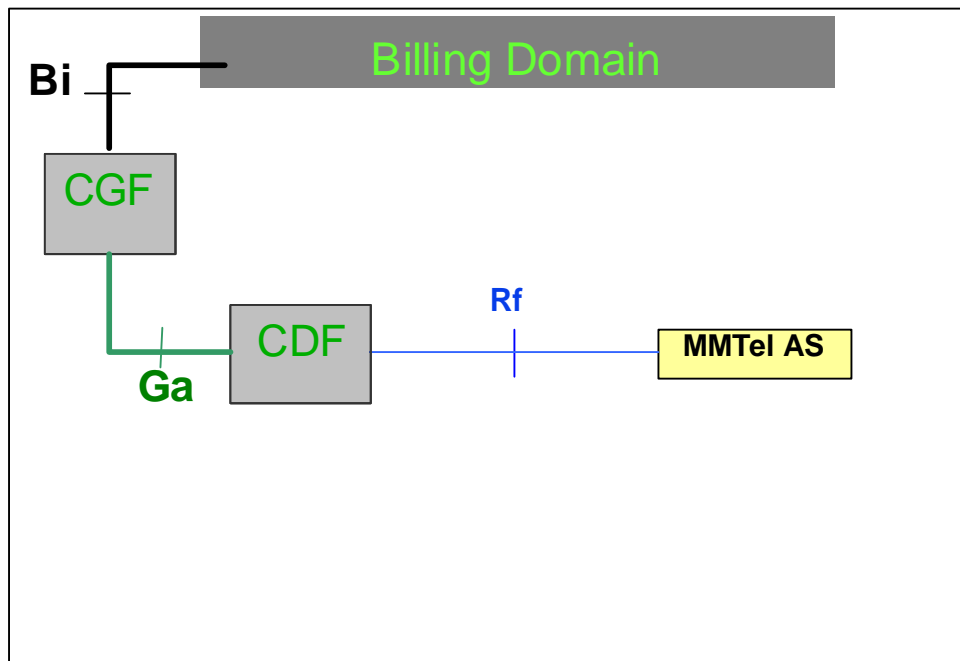 Billing Domain
Bi
CGF
Rf
CDF
MMTel AS
Ga